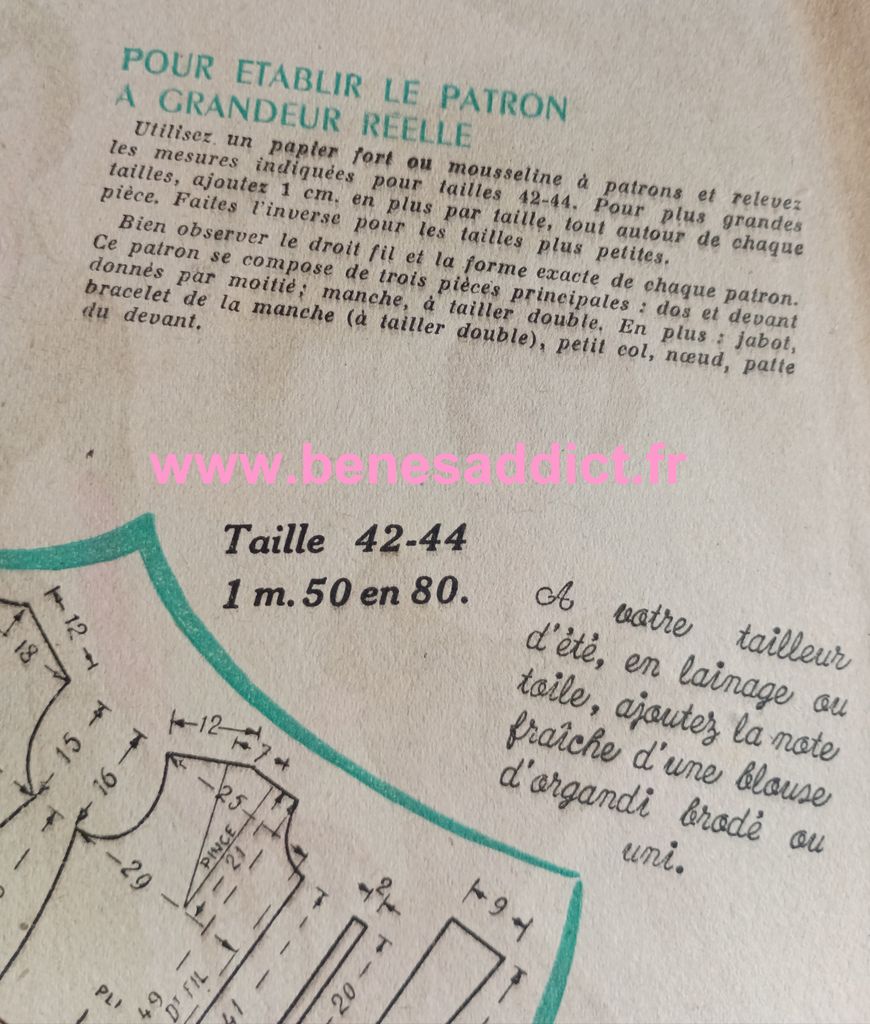 POUR ETABLIR LE PATRON
A GRANDEUR REELLE
Utilisez un papier fort ou mousseline à patrons et relevez
les mesures indiquées pour tailles 42-44. Pour plus grandes
tailles, ajoutez 1 cm. en plus par taille, tout autour de chaque
pièce. Faites l'inverse pour les tailles plus petites.
Bien observer le droit fil et la forme exacte de chaque patron.
Ce patron se compose de trois pièces principales : dos et devant
donnés par moitié; manche, à tailler double. En plus : jabot,
bracelet de la manche (à tailler double), petit col, nœud, patte
du devant.
www.benesaddict.fr
Taille 42-44
1 m. 50 en 80.
A votre tailleur
d'été, en lainage ou
toile, ajoutez la note
fraîche d'une blouse
d'organdi brodé ou
uni.
12
18
15
16
12
7
25
PINCE
21
29
2
9
20
PLI
49
Dt FIL
41